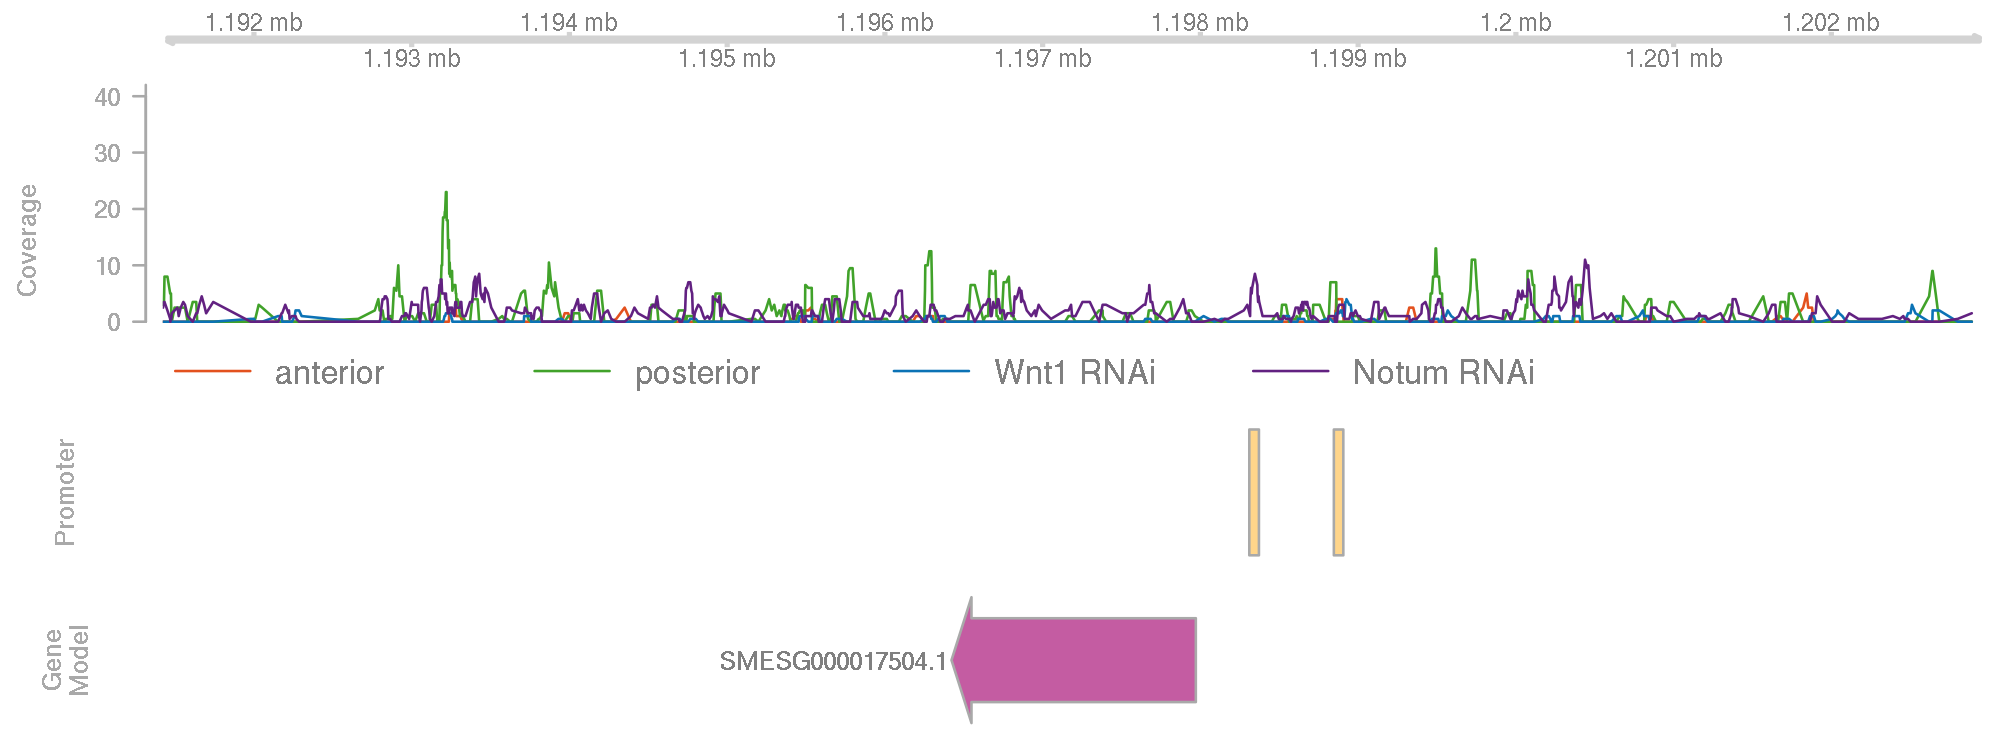 1.192 mb 1.194 mb 1.196 mb 1.198 mb 1.2 mb 1.202 mb
1.193 mb 1.195 mb 1.197 mb 1.199 mb 1.201 mb
Coverage
40
30
20
10
0
anterior posterior Wnt1 RNAi Notum RNAi
Promoter
Gene
Model
SMESG000017504.1